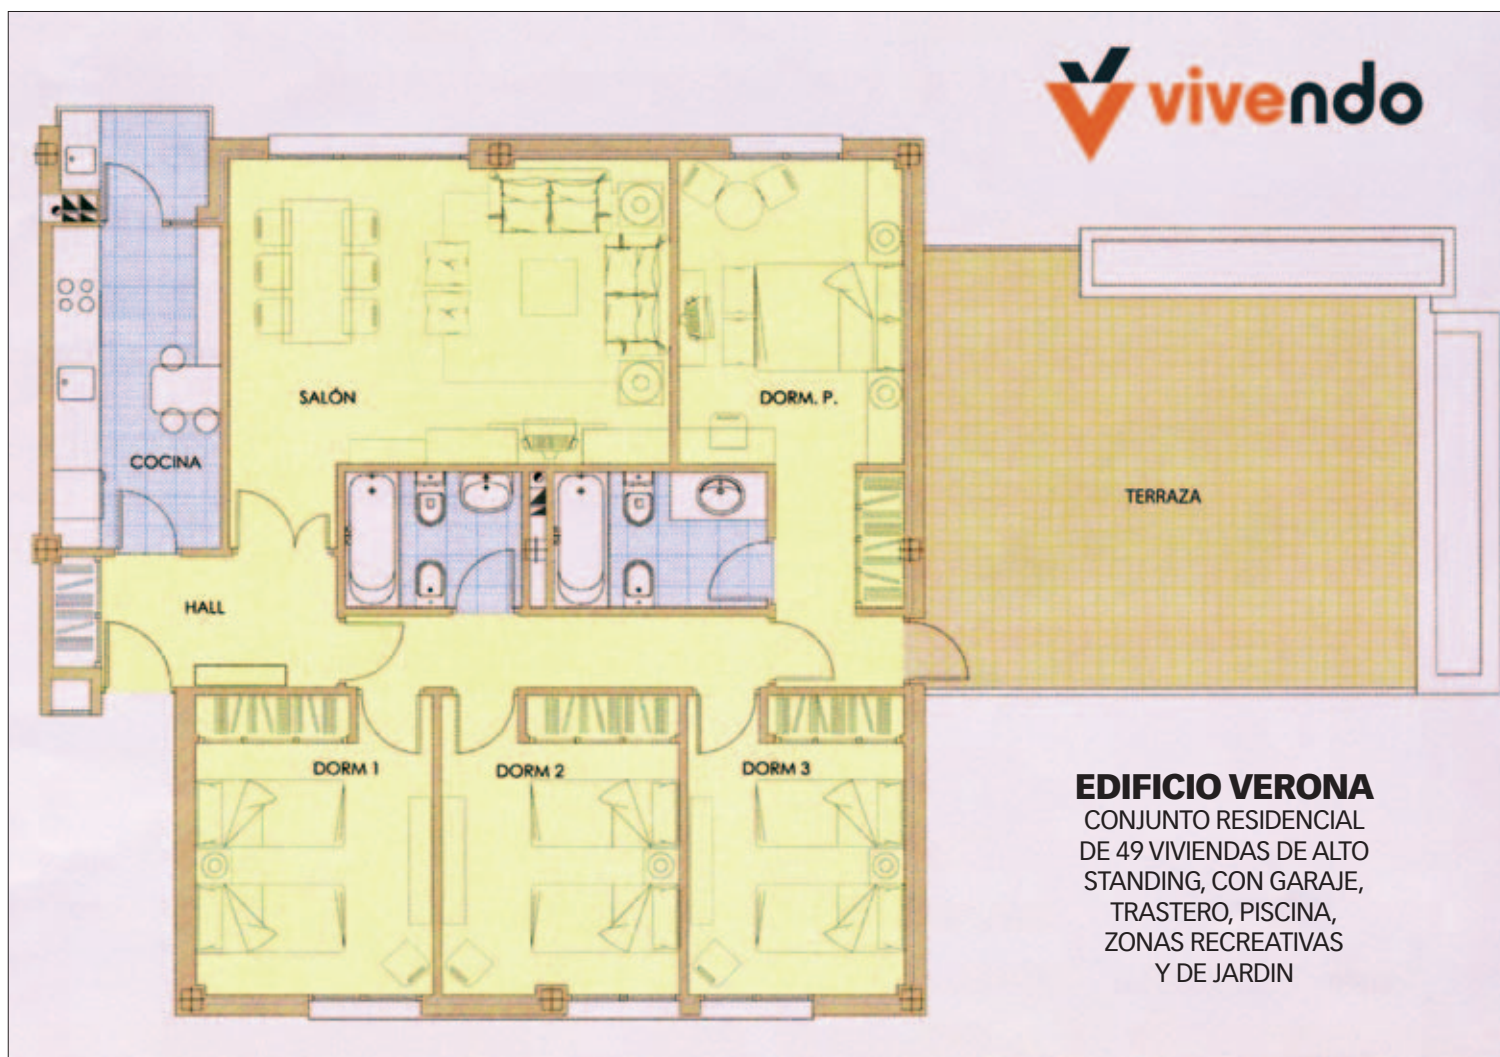 vivendo
SALÓN
DORM. P.
COCINA
TERRAZA
HALL
DORM 1
DORM 2
DORM 3
EDIFICIO VERONA
CONJUNTO RESIDENCIAL
DE 49 VIVIENDAS DE ALTO
STANDING, CON GARAJE,
TRASTERO, PISCINA,
ZONAS RECREATIVAS
Y DE JARDIN